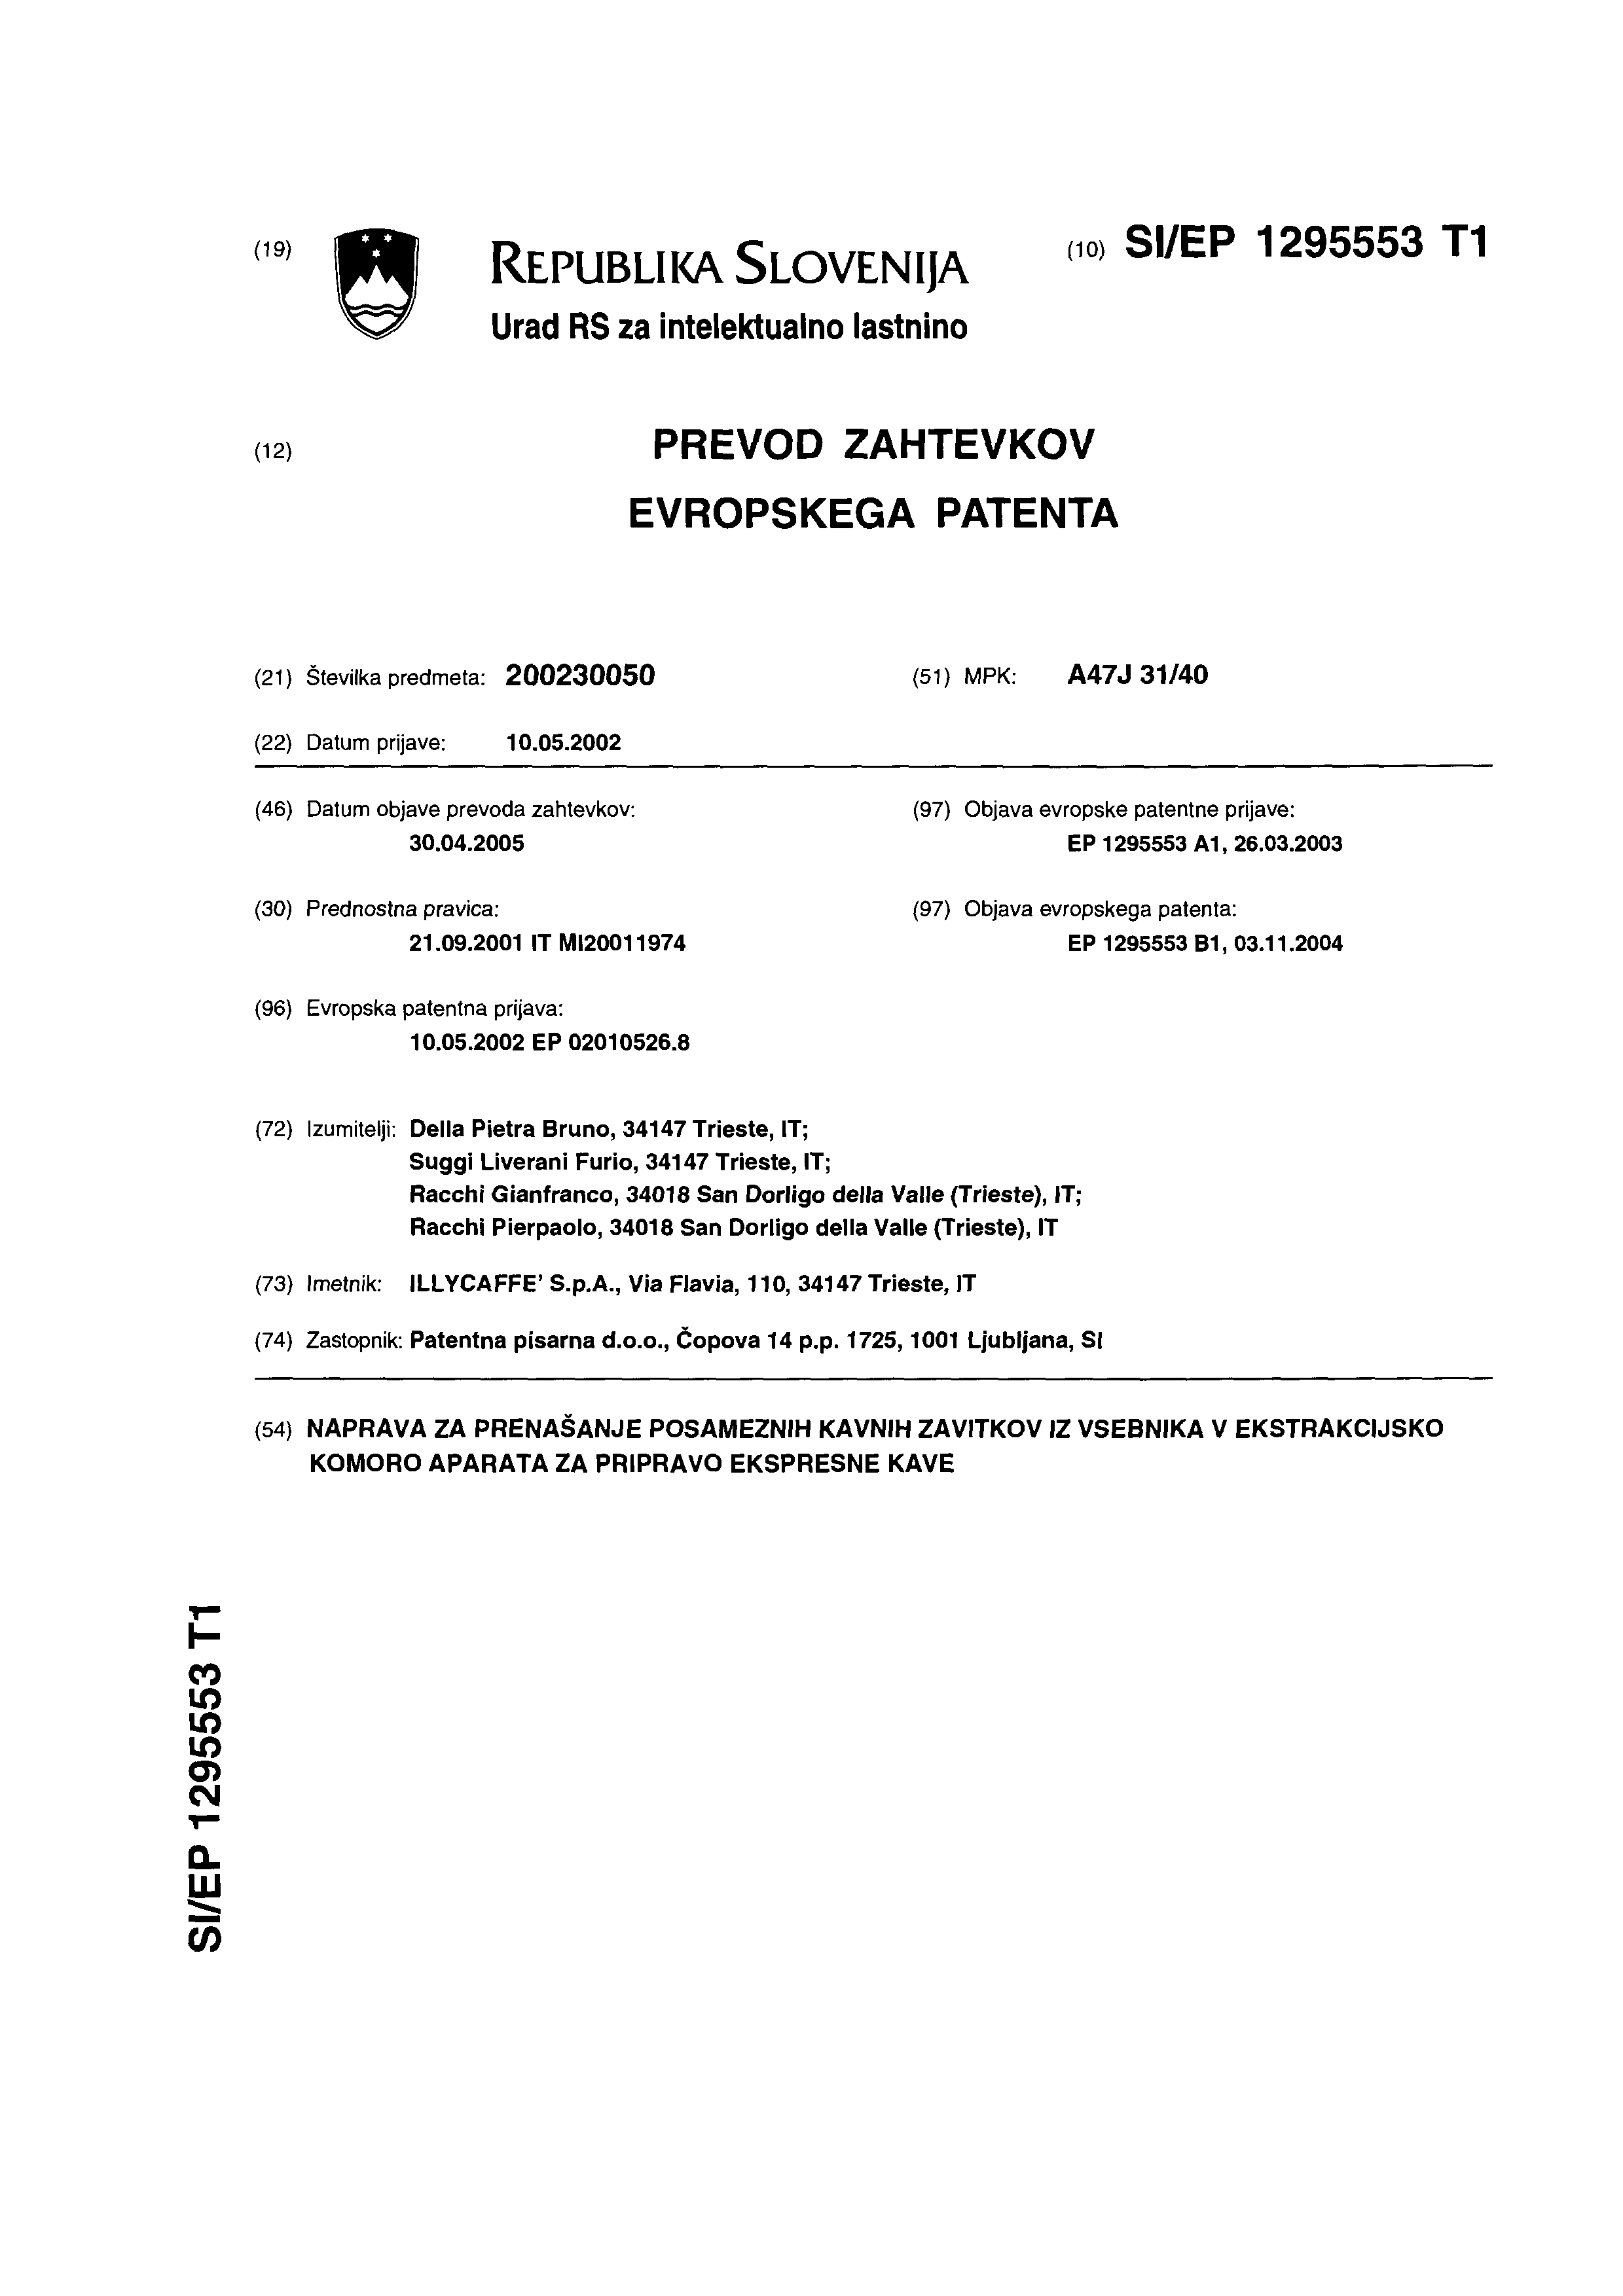 (19)
REPUBLIKA SLOVENIJA
Urad RS za intelektualno lastnino
(10) SI/EP 1295553 T1
(12)
PREVOD ZAHTEVKOV
EVROPSKEGA PATENTA
(21) Številka predmeta: 200230050
(51) MPK: A47J 31/40
(22) Datum prijave: 10.05.2002
(46) Datum objave prevoda zahtevkov:
30.04.2005
(97) Objava evropske patentne prijave:
EP 1295553 A1, 26.03.2003
(30) Prednostna pravica:
21.09.2001 IT MI20011974
(97) Objava evropskega patenta:
EP 1295553 B1, 03.11.2004
(96) Evropska patentna prijava:
10.05.2002 EP 02010526.8
(72) Izumitelji: Della Pietra Bruno, 34147 Trieste, IT;
Suggi Liverani Furio, 34147 Trieste, IT;
Racchi Gianfranco, 34018 San Dorligo della Valle (Trieste), IT;
Racchi Pierpaolo, 34018 San Dorligo della Valle (Trieste), IT
(73) Imetnik: ILLYCAFFE' S.p.A., Via Flavia, 110, 34147 Trieste, IT
(74) Zastopnik: Patentna pisarna d.o.o., Čopova 14 p.p. 1725, 1001 Ljubljana, SI
(54) NAPRAVA ZA PRENAŠANJE POSAMEZNIH KAVNIH ZAVITKOV IZ VSEBNIKA V EKSTRAKCIJSKO
KOMORO APARATA ZA PRIPRAVO EKSPRESNE KAVE
SI/EP 1295553 T1